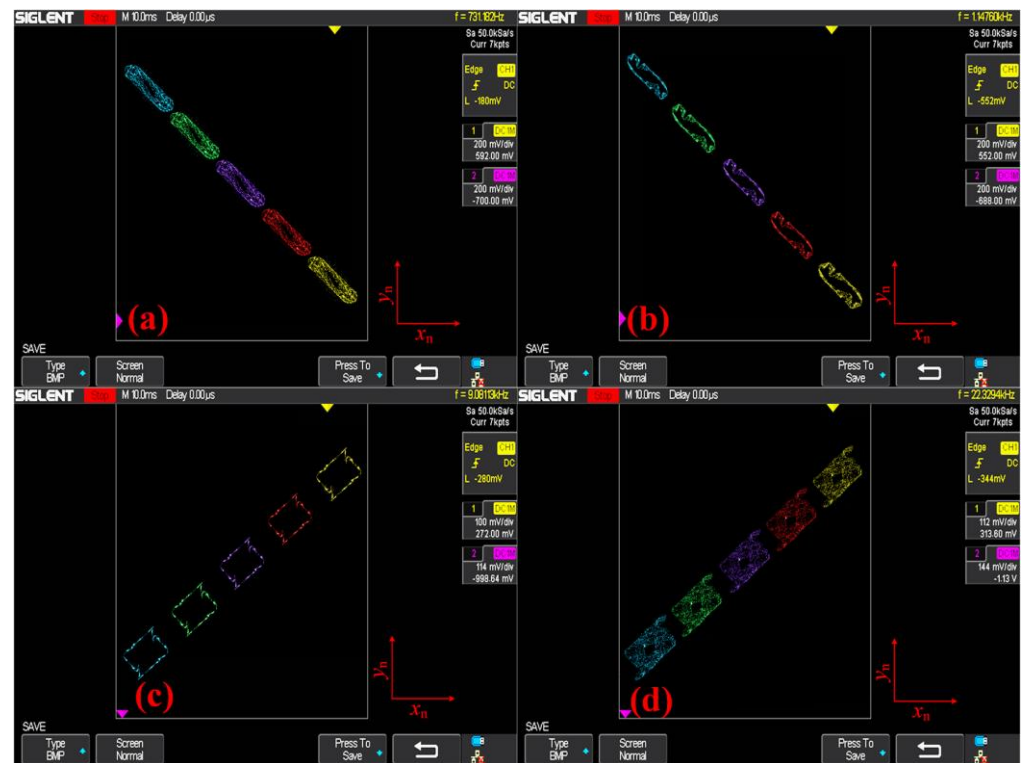 SIGLENT Stop M 10.0ms Delay 0.00μs f = 731.182Hz
Sa 50.0kSa/s
Curr 7kpts
Edge CH1
DC
L -180mV
1 DC1M
200 mV/div
592.00 mV
2 DC1M
200 mV/div
-700.00 mV
yn
xn
(a)
SAVE
Type
BMP
Screen
Normal
Press To
Save
SIGLENT Stop M 10.0ms Delay 0.00μs f = 1.14760kHz
Sa 50.0kSa/s
Curr 7kpts
Edge CH1
DC
L -552mV
1 DC1M
200 mV/div
552.00 mV
2 DC1M
200 mV/div
-688.00 mV
yn
xn
(b)
SAVE
Type
BMP
Screen
Normal
Press To
Save
SIGLENT Stop M 10.0ms Delay 0.00μs f = 9.08113kHz
Sa 50.0kSa/s
Curr 7kpts
Edge CH1
DC
L -280mV
1 DC1M
100 mV/div
272.00 mV
2 DC1M
114 mV/div
-998.64 mV
yn
xn
(c)
SAVE
Type
BMP
Screen
Normal
Press To
Save
SIGLENT Stop M 10.0ms Delay 0.00μs f = 22.3294kHz
Sa 50.0kSa/s
Curr 7kpts
Edge CH1
DC
L -344mV
1 DC1M
112 mV/div
313.60 mV
2 DC1M
144 mV/div
-1.13 V
yn
xn
(d)
SAVE
Type
BMP
Screen
Normal
Press To
Save